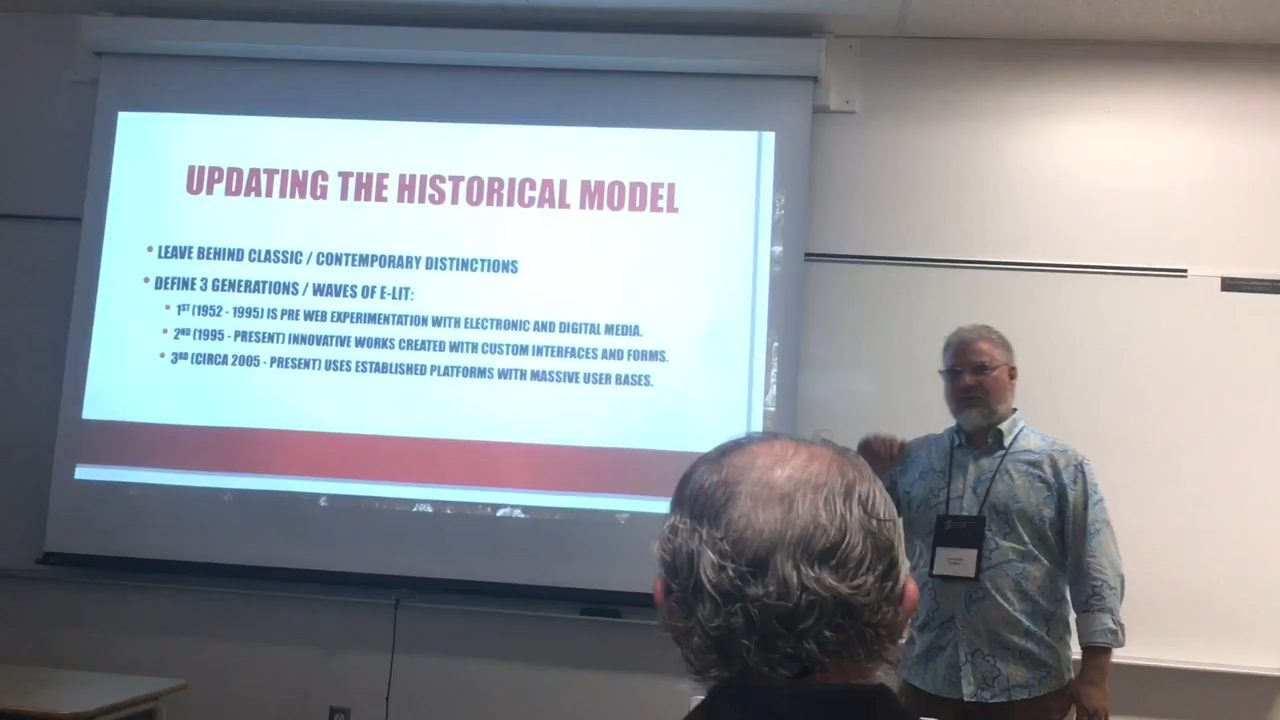 UPDATING THE HISTORICAL MODEL
• LEAVE BEHIND CLASSIC / CONTEMPORARY DISTINCTIONS
• DEFINE 3 GENERATIONS / WAVES OF E-LIT:
• 1ST (1952 - 1995) IS PRE WEB EXPERIMENTATION WITH ELECTRONIC AND DIGITAL MEDIA.
• 2ND (1995 - PRESENT) INNOVATIVE WORKS CREATED WITH CUSTOM INTERFACES AND FORMS.
• 3RD (CIRCA 2005 - PRESENT) USES ESTABLISHED PLATFORMS WITH MASSIVE USER BASES.